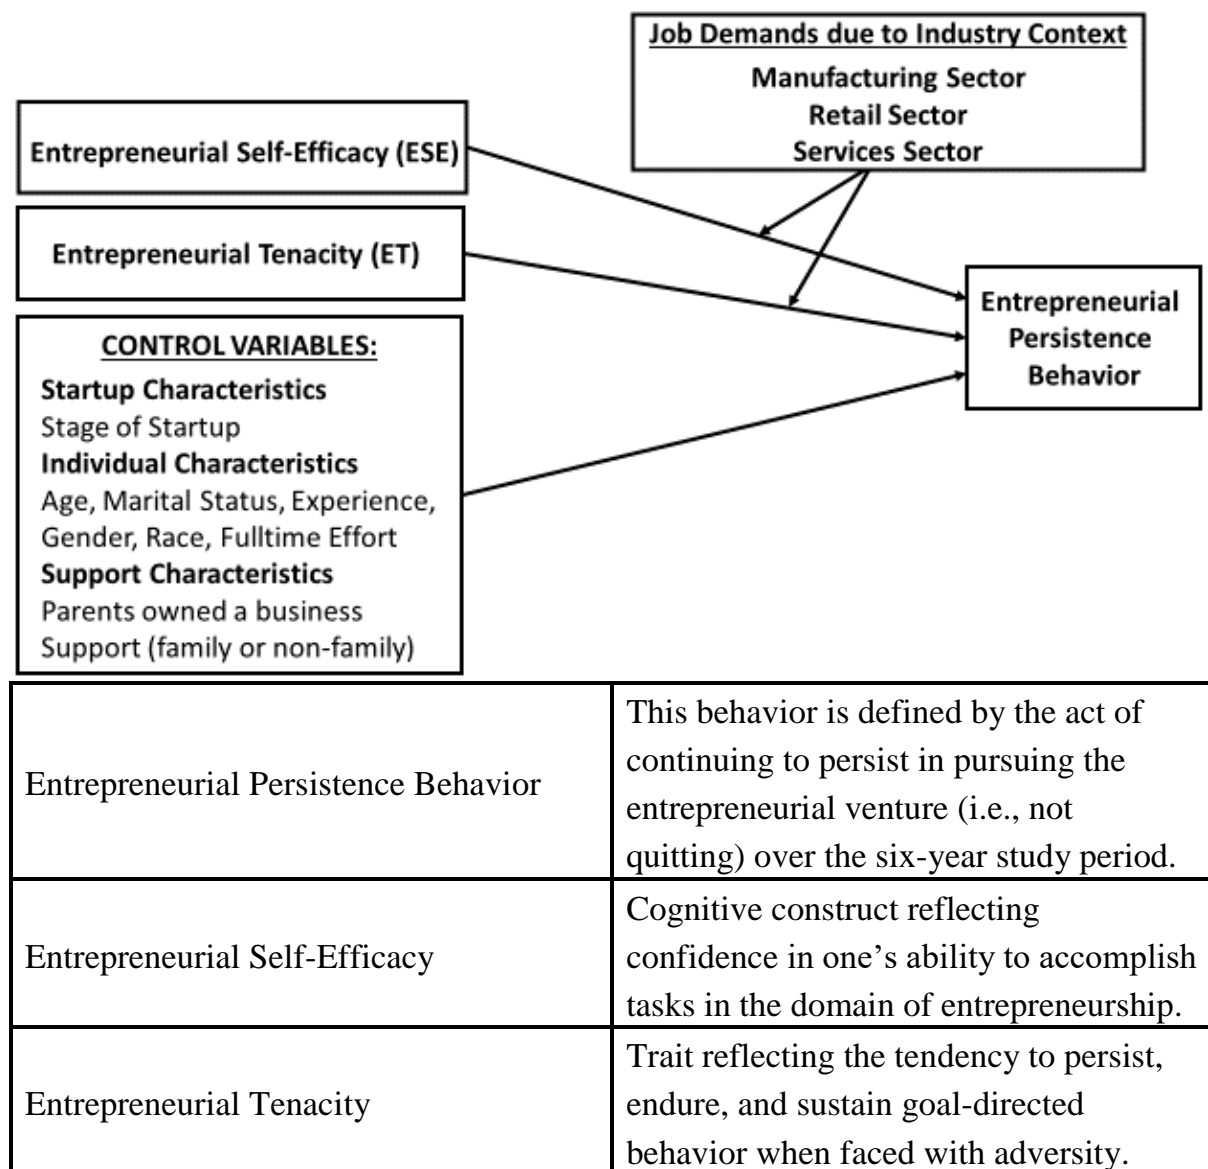 Job Demands due to Industry Context
Manufacturing Sector
Retail Sector
Services Sector
Entrepreneurial Self-Efficacy (ESE)
Entrepreneurial Tenacity (ET)
Entrepreneurial
Persistence
Behavior
CONTROL VARIABLES:
Startup Characteristics
Stage of Startup
Individual Characteristics
Age, Marital Status, Experience,
Gender, Race, Fulltime Effort
Support Characteristics
Parents owned a business
Support (family or non-family)
Entrepreneurial Persistence Behavior
This behavior is defined by the act of
continuing to persist in pursuing the
entrepreneurial venture (i.e., not
quitting) over the six-year study period.
Entrepreneurial Self-Efficacy
Cognitive construct reflecting
confidence in one’s ability to accomplish
tasks in the domain of entrepreneurship.
Entrepreneurial Tenacity
Trait reflecting the tendency to persist,
endure, and sustain goal-directed
behavior when faced with adversity.